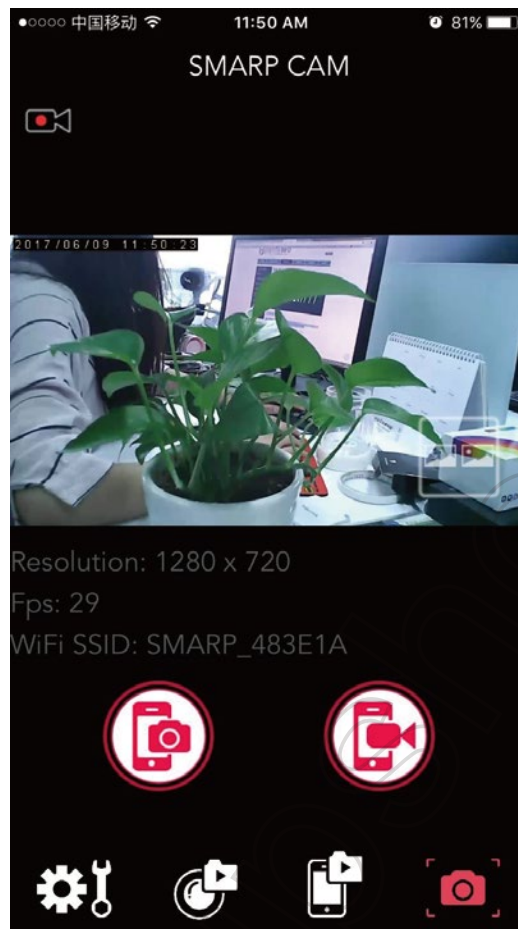 中国移动 11:50 AM 81%
SMARP CAM
2017/06/09 11:50:23
Resolution: 1280 x 720
Fps: 29
WiFi SSID: SMARP_483E1A